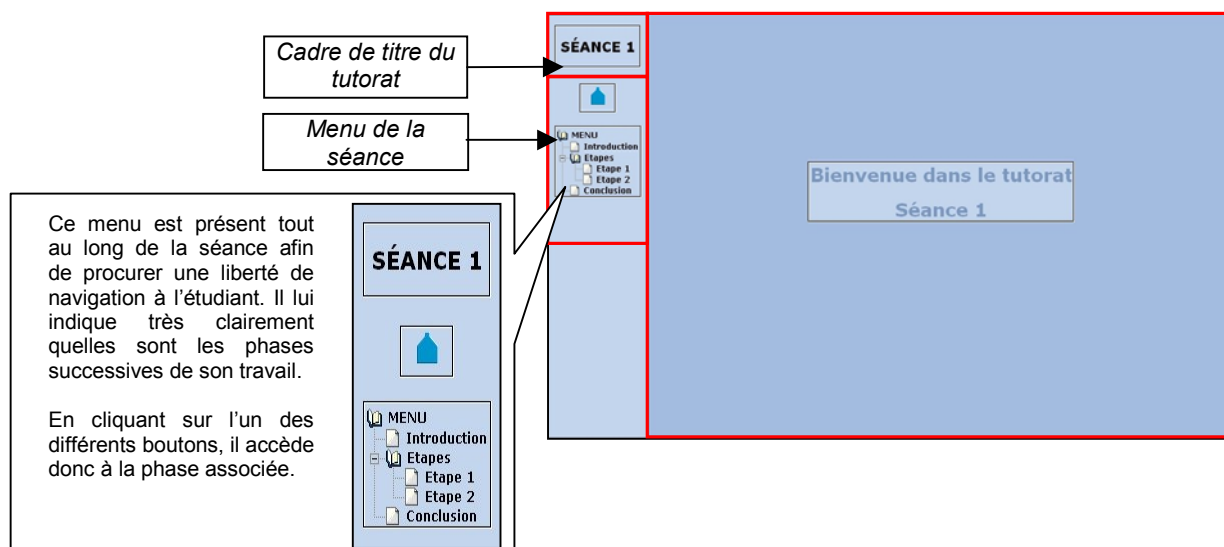 Cadre de titre du
tutorat
Menu de la
séance
SÉANCE 1
MENU
Introduction
Etapes
Etape 1
Etape 2
Conclusion
Bienvenue dans le tutorat
Séance 1
Ce menu est présent tout
au long de la séance afin
de procurer une liberté de
navigation à l’étudiant. Il lui
indique très clairement
quelles sont les phases
successives de son travail.
En cliquant sur l’un des
différents boutons, il accède
donc à la phase associée.
SÉANCE 1
MENU
Introduction
Etapes
Etape 1
Etape 2
Conclusion